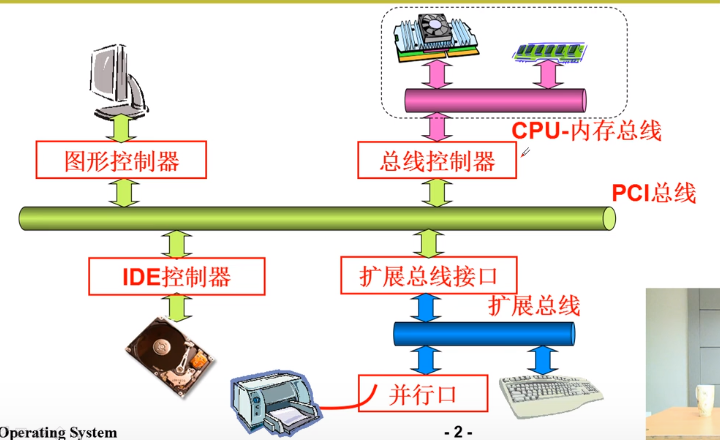 CPU-内存总线
图形控制器
总线控制器
PCI总线
IDE控制器
扩展总线接口
扩展总线
并行口
Operating System
- 2 -